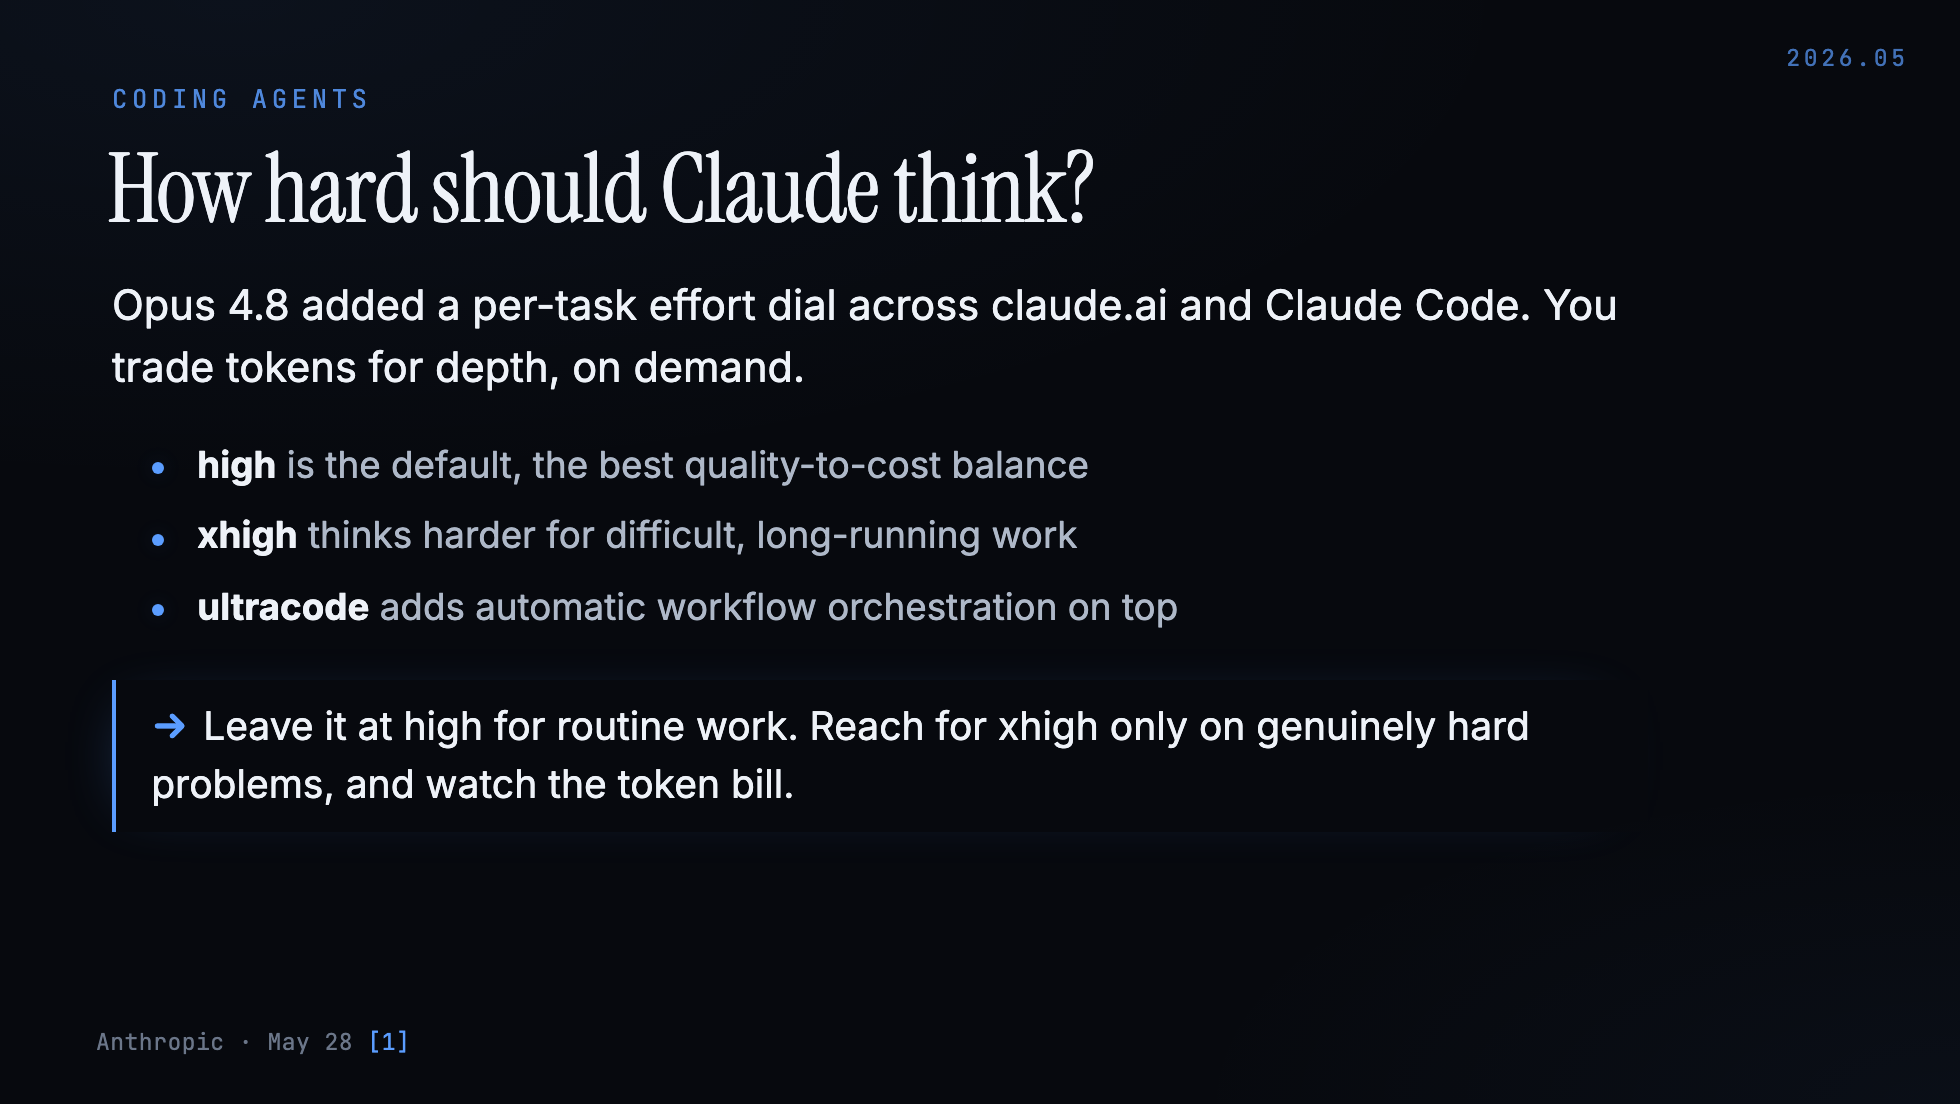 2026.05
CODING AGENTS
How hard should Claude think?
Opus 4.8 added a per-task effort dial across claude.ai and Claude Code. You
trade tokens for depth, on demand.
• high is the default, the best quality-to-cost balance
• xhigh thinks harder for difficult, long-running work
• ultracode adds automatic workflow orchestration on top
→ Leave it at high for routine work. Reach for xhigh only on genuinely hard
problems, and watch the token bill.
Anthropic · May 28 [1]